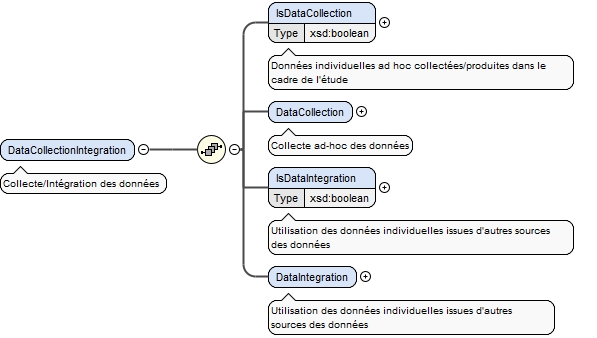 IsDataCollection
Type xsd:boolean
Données individuelles ad hoc collectées/produites dans le
cadre de l'étude
DataCollection
Collecte ad-hoc des données
DataCollectionIntegration
Collecte/Intégration des données
IsDataIntegration
Type xsd:boolean
Utilisation des données individuelles issues d'autres sources
des données
DataIntegration
Utilisation des données individuelles issues d'autres
sources des données